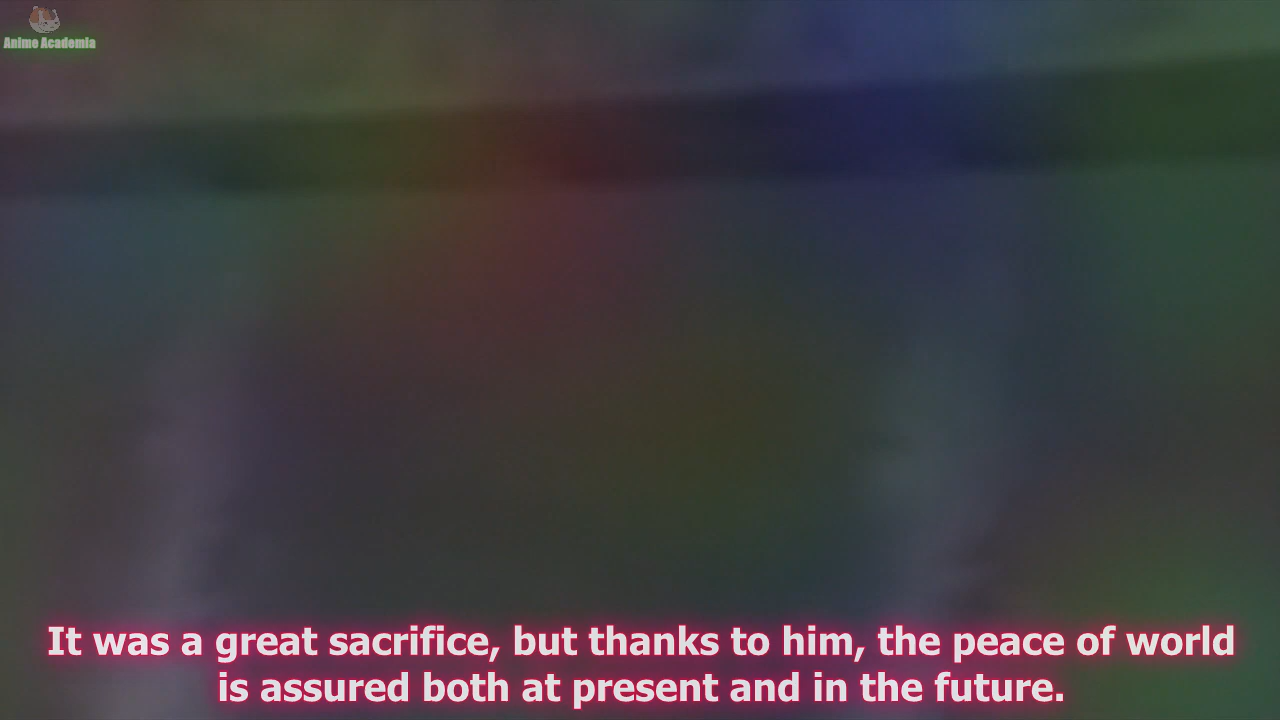 Anime Academia
It was a great sacrifice, but thanks to him, the peace of world
is assured both at present and in the future.